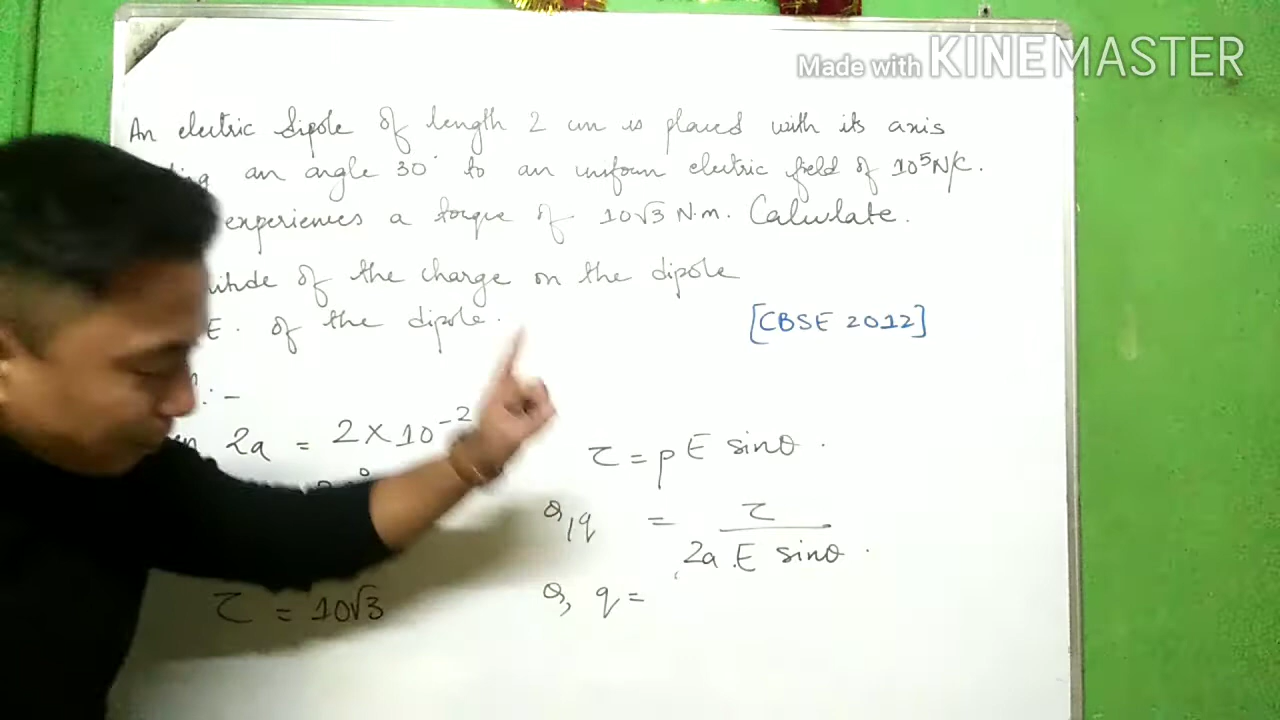 Made with KINEMASTER
An electric dipole of length 2 cm is placed with its axis
an angle 30° to an uniform electric field of 10⁵N/C.
experiences a torque of 10√3 N.m. Calculate.
of the charge on the dipole
E. of the dipole.
[CBSE 2012]
: -
2a = 2 × 10⁻²
τ = pE sinθ.
q = τ / 2a E sinθ.
τ = 10√3
q =